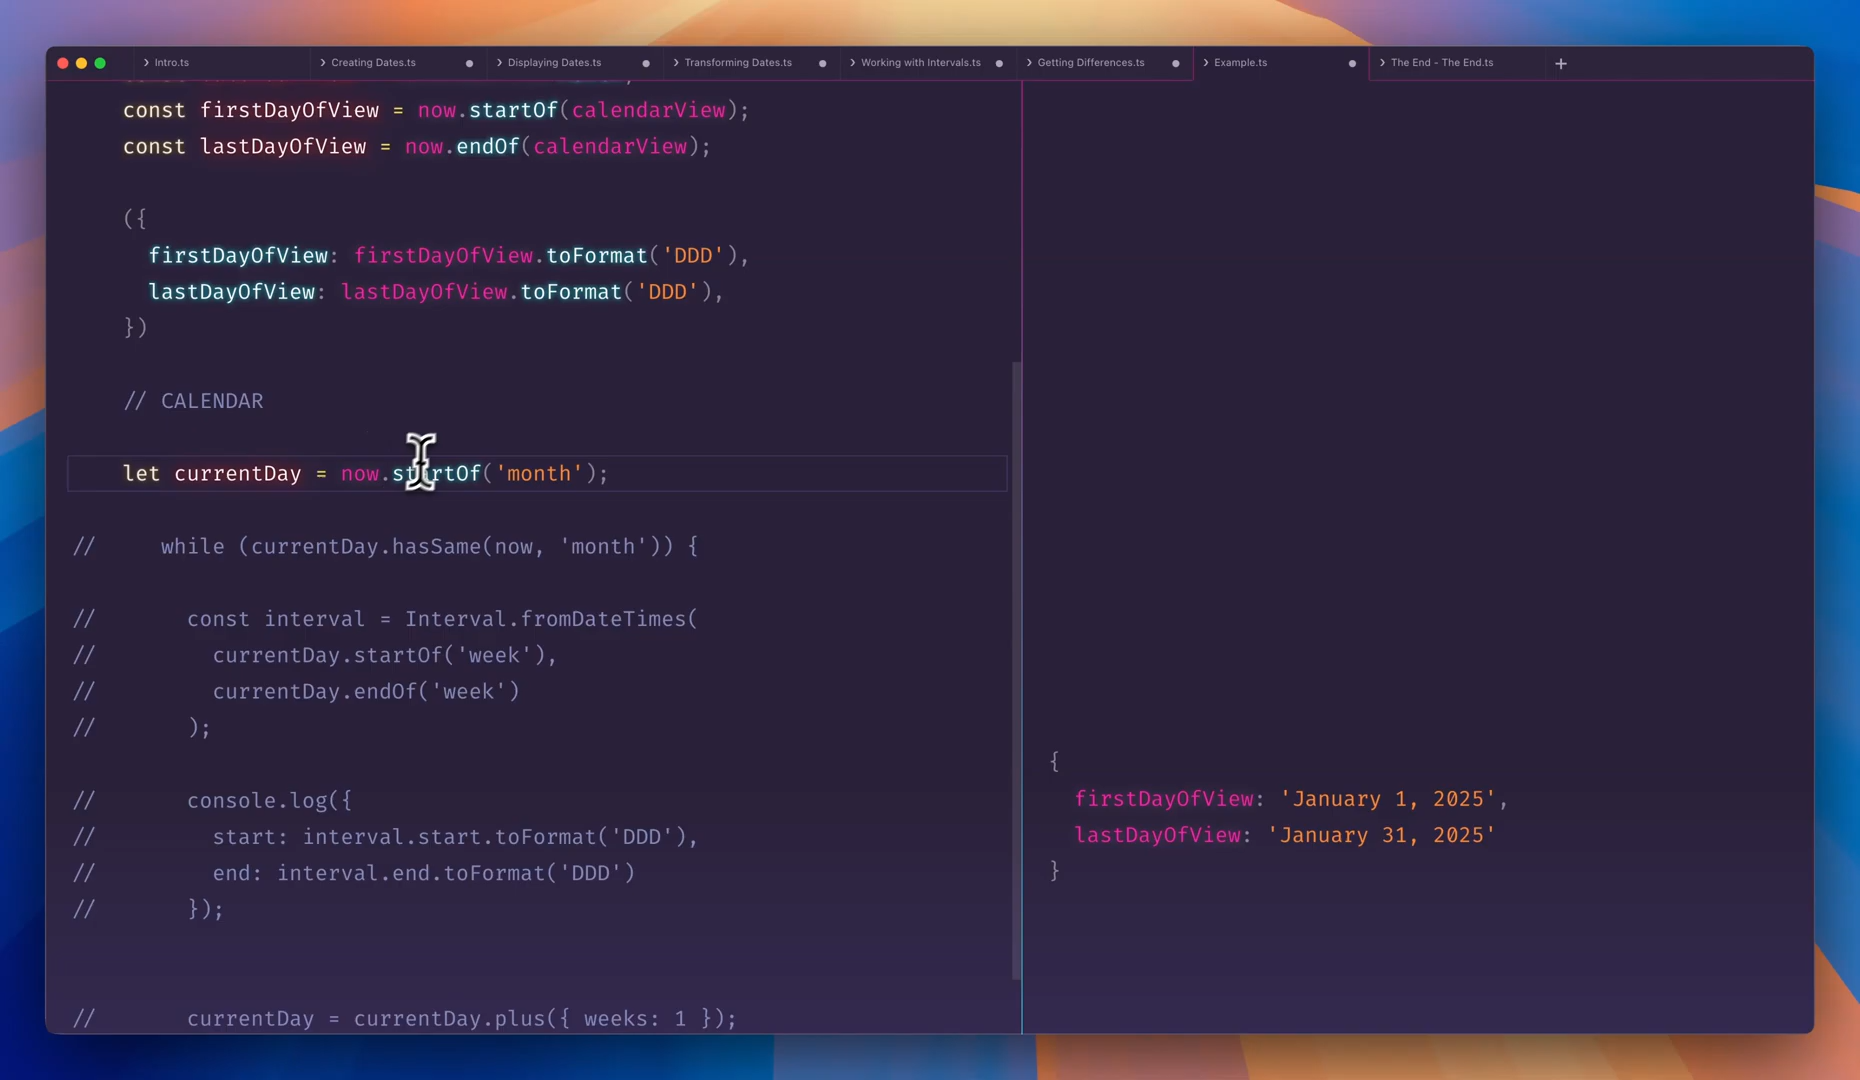 Intro.ts
Creating Dates.ts
Displaying Dates.ts
Transforming Dates.ts
Working with Intervals.ts
Getting Differences.ts
Example.ts
The End - The End.ts
const firstDayOfView = now.startOf(calendarView);
const lastDayOfView = now.endOf(calendarView);
({
firstDayOfView: firstDayOfView.toFormat('DDD'),
lastDayOfView: lastDayOfView.toFormat('DDD'),
})
// CALENDAR
let currentDay = now.startOf('month');
// while (currentDay.hasSame(now, 'month')) {
// const interval = Interval.fromDateTimes(
// currentDay.startOf('week'),
// currentDay.endOf('week')
// );
// console.log({
// start: interval.start.toFormat('DDD'),
// end: interval.end.toFormat('DDD')
// });
// currentDay = currentDay.plus({ weeks: 1 });
{
firstDayOfView: 'January 1, 2025',
lastDayOfView: 'January 31, 2025'
}